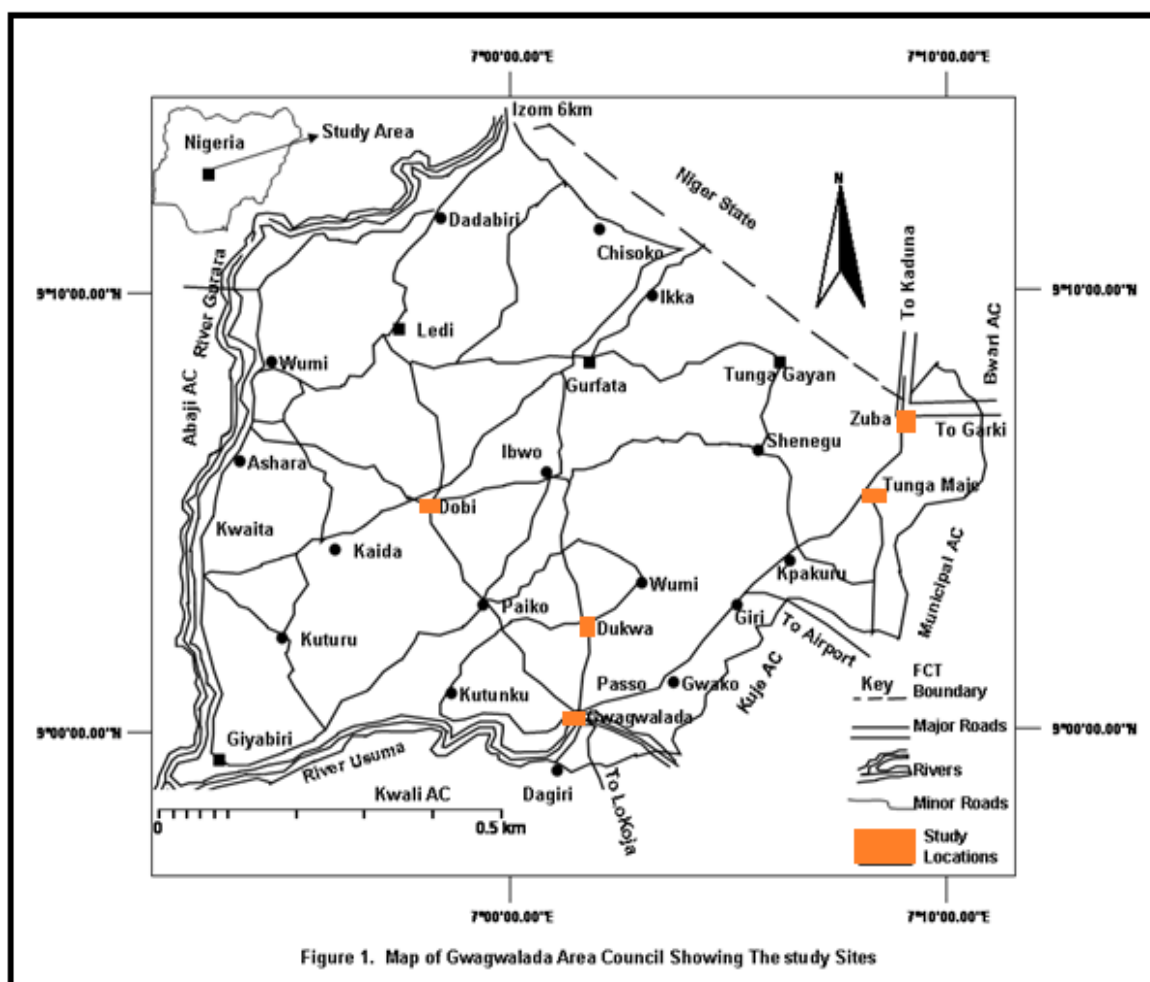 7°00'00.00"E
7°10'00.00"E
Izom 6km
Nigeria
Study Area
Niger State
N
Dadabiri
Chisoko
To Kaduna
9°10'00.00"N
9°10'00.00"N
River Gurara
Ikka
Bwari AC
Ledi
Wumi
Gurfata
Tunga Gayan
Abaji AC
Zuba
To Garki
Shenegu
Ibwo
Ashara
Tunga Maje
Dobi
Kwaita
Kaida
Kpakuru
Municipal AC
Wumi
Paiko
Giri
Dukwa
To Airport
Kuturu
Kuje AC
Key
FCT
Boundary
Passo
Gwako
Kutunku
Gwagwalada
Major Roads
9°00'00.00"N
9°00'00.00"N
Giyabiri
River Usuma
Rivers
Dagiri
To LoKoja
Kwali AC
Minor Roads
0
0.5 km
Study
Locations
7°00'00.00"E
7°10'00.00"E
Figure 1. Map of Gwagwalada Area Council Showing The study Sites